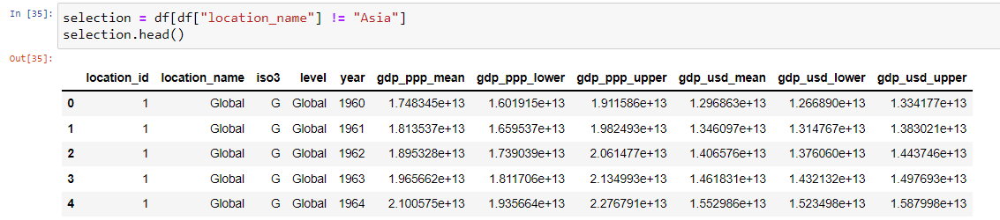 In [35]: selection = df[df["location_name"] != "Asia"]
selection.head()
Out[35]:
location_id location_name iso3 level year gdp_ppp_mean gdp_ppp_lower gdp_ppp_upper gdp_usd_mean gdp_usd_lower gdp_usd_upper
0 1 Global G Global 1960 1.748345e+13 1.601915e+13 1.911586e+13 1.296863e+13 1.266890e+13 1.334177e+13
1 1 Global G Global 1961 1.813537e+13 1.659537e+13 1.982493e+13 1.346097e+13 1.314767e+13 1.383021e+13
2 1 Global G Global 1962 1.895328e+13 1.739039e+13 2.061477e+13 1.406576e+13 1.376060e+13 1.443746e+13
3 1 Global G Global 1963 1.965662e+13 1.811706e+13 2.134993e+13 1.461831e+13 1.432132e+13 1.497693e+13
4 1 Global G Global 1964 2.100575e+13 1.935664e+13 2.276791e+13 1.552986e+13 1.523498e+13 1.587998e+13